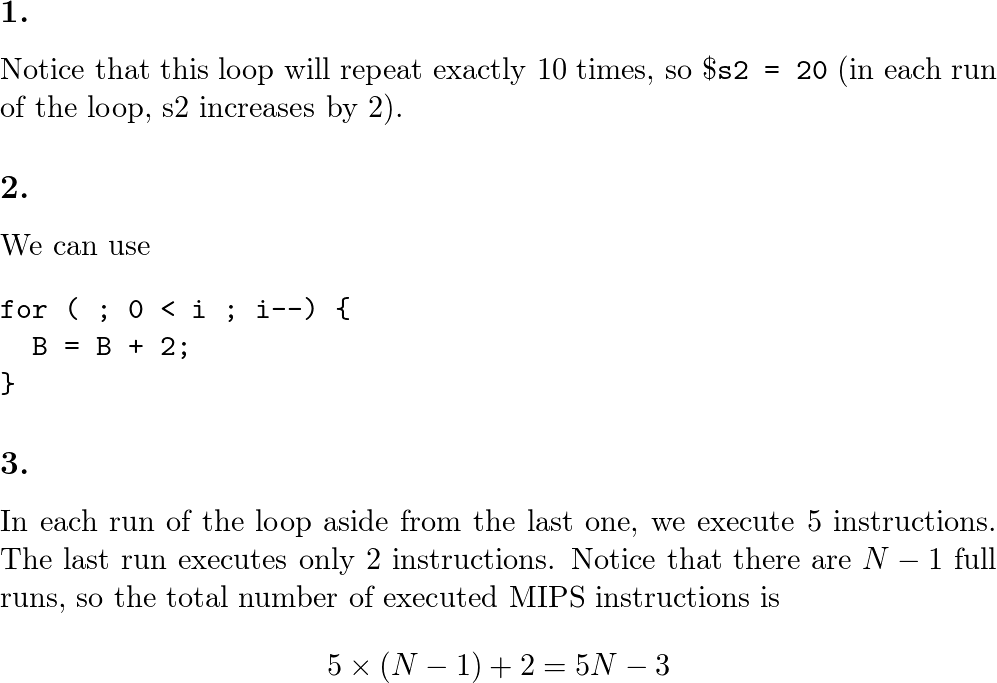 1.
Notice that this loop will repeat exactly 10 times, so $s2 = 20 (in each run
of the loop, s2 increases by 2).
2.
We can use
for ( ; 0 < i ; i--) {
  B = B + 2;
}
3.
In each run of the loop aside from the last one, we execute 5 instructions.
The last run executes only 2 instructions. Notice that there are N − 1 full
runs, so the total number of executed MIPS instructions is
5 × (N − 1) + 2 = 5N − 3